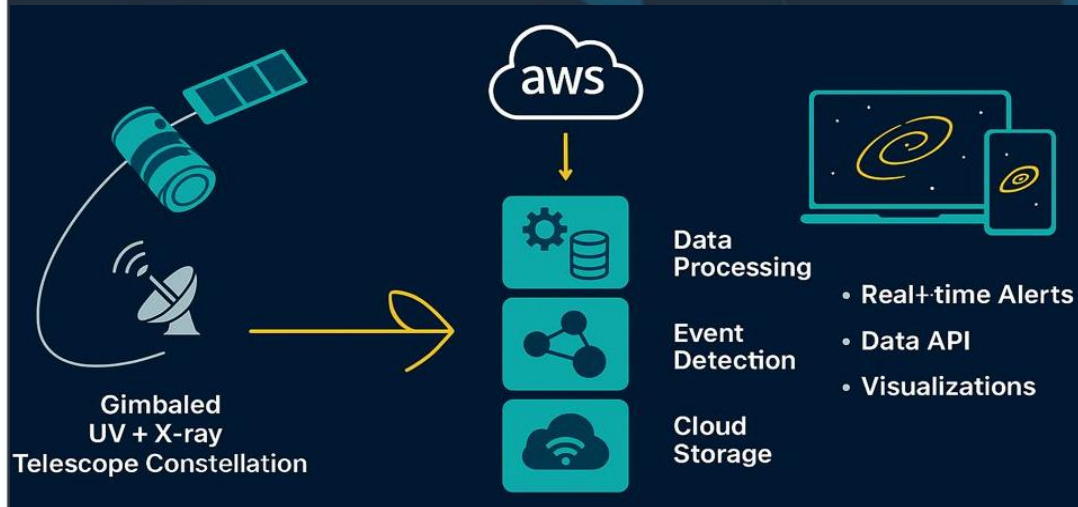 aws
Gimbaled
UV + X-ray
Telescope Constellation
Data
Processing
Event
Detection
Cloud
Storage
• Real+·time Alerts
• Data API
• Visualizations